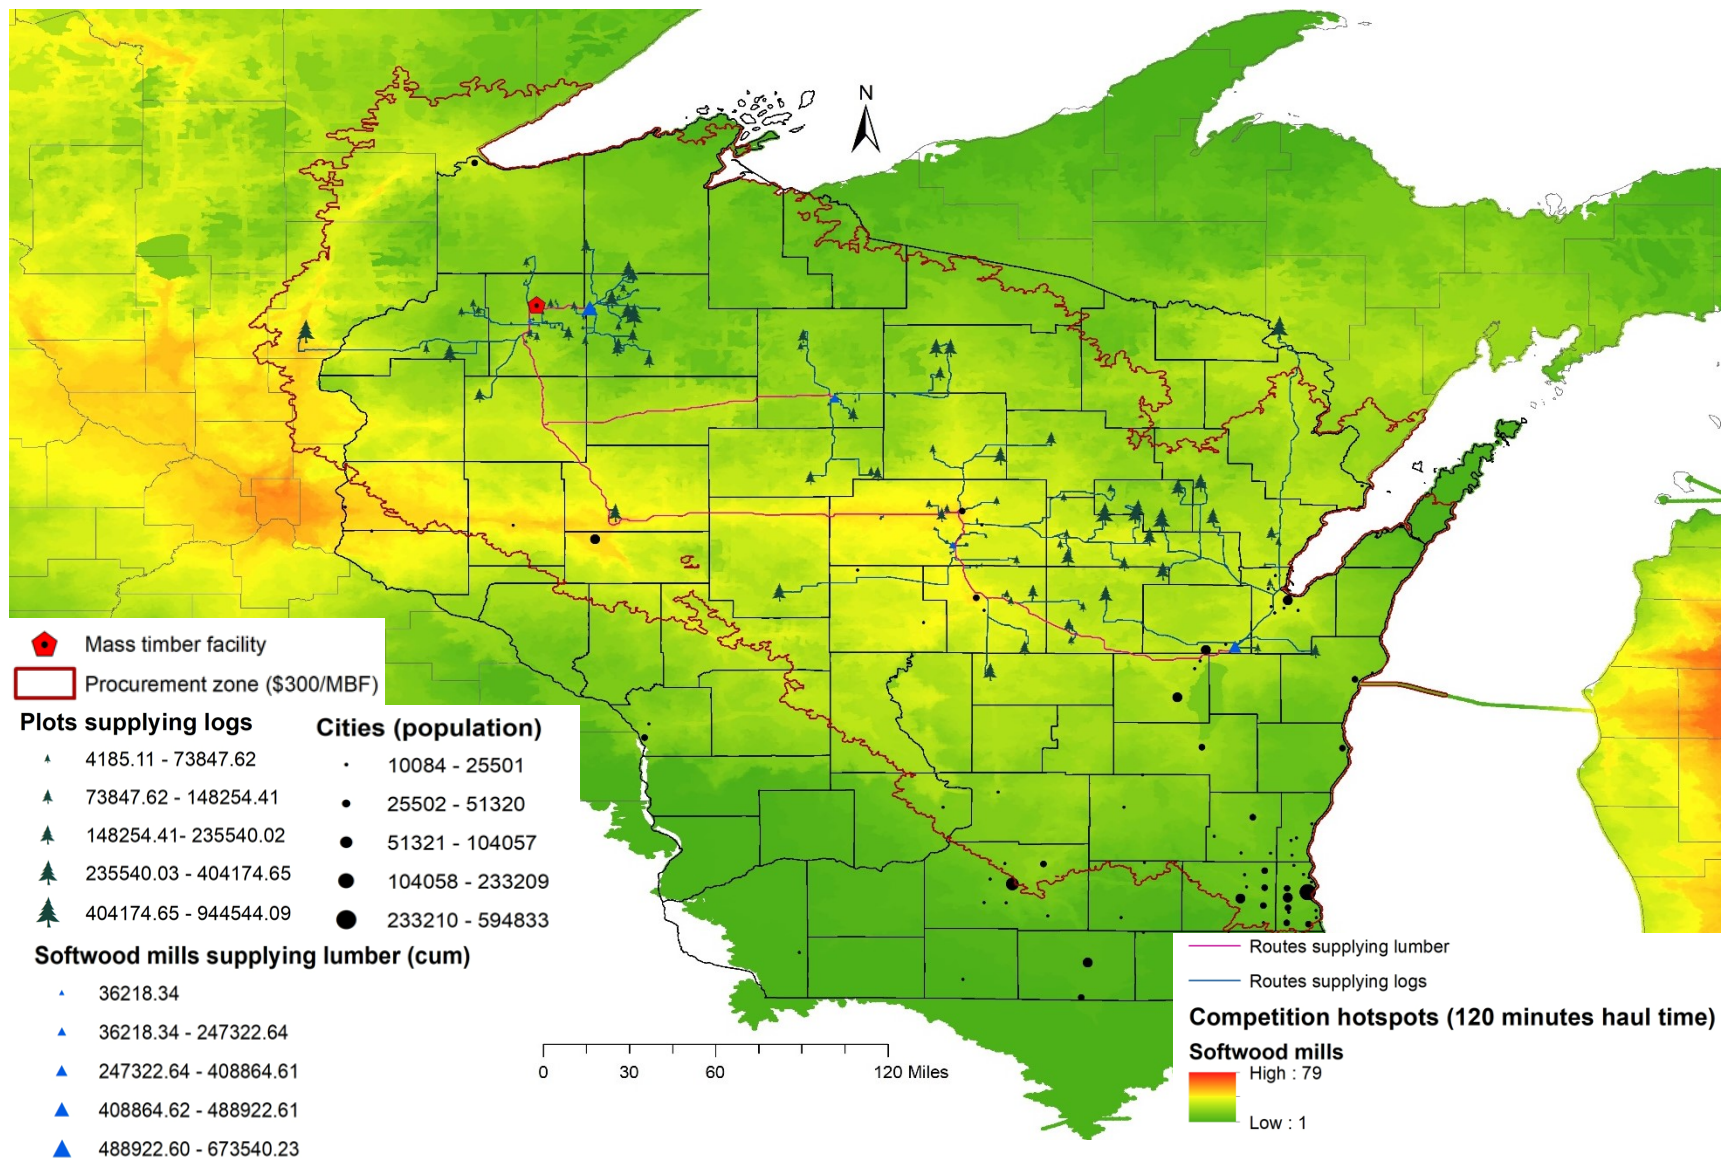 N
Mass timber facility
Procurement zone ($300/MBF)
Plots supplying logs
4185.11 - 73847.62
73847.62 - 148254.41
148254.41- 235540.02
235540.03 - 404174.65
404174.65 - 944544.09
Cities (population)
10084 - 25501
25502 - 51320
51321 - 104057
104058 - 233209
233210 - 594833
Softwood mills supplying lumber (cum)
36218.34
36218.34 - 247322.64
247322.64 - 408864.61
408864.62 - 488922.61
488922.60 - 673540.23
0 30 60 120 Miles
Routes supplying lumber
Routes supplying logs
Competition hotspots (120 minutes haul time)
Softwood mills
High : 79
Low : 1